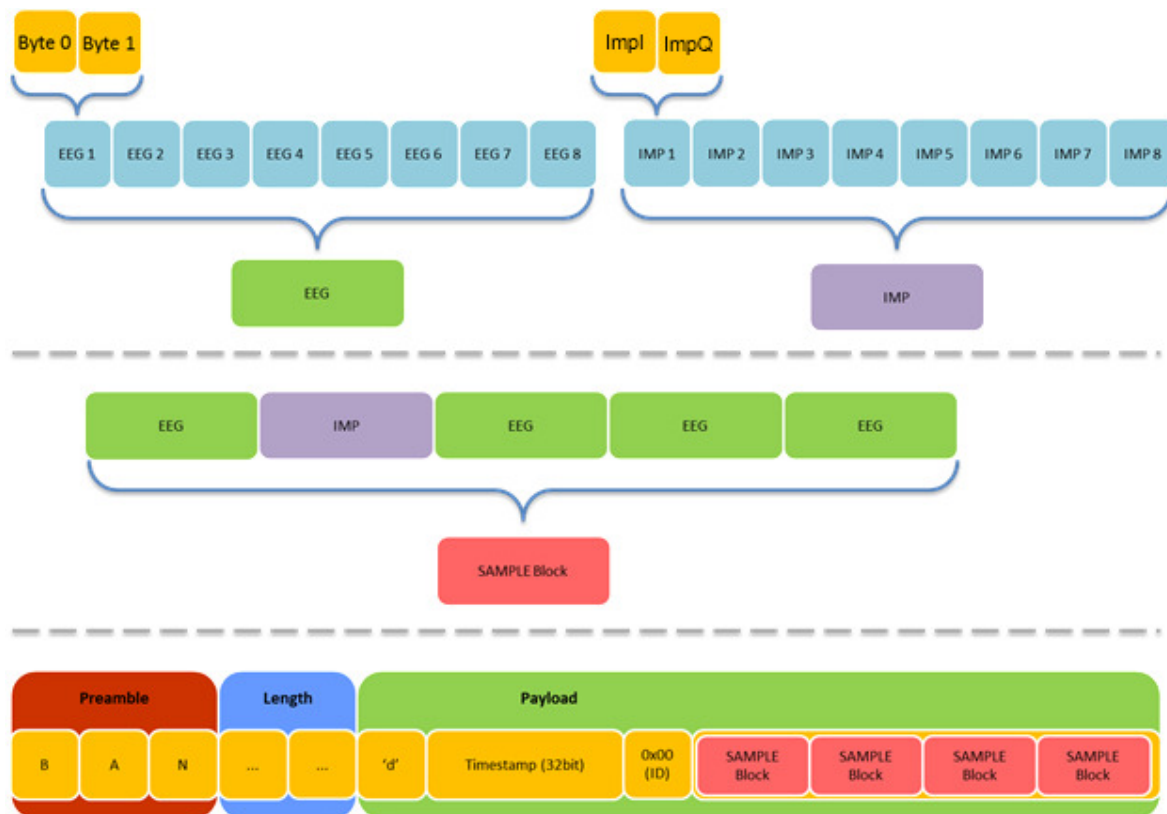 Byte 0 Byte 1 ImpI ImpQ
EEG 1 EEG 2 EEG 3 EEG 4 EEG 5 EEG 6 EEG 7 EEG 8 IMP 1 IMP 2 IMP 3 IMP 4 IMP 5 IMP 6 IMP 7 IMP 8
EEG IMP
EEG IMP EEG EEG EEG
SAMPLE Block
Preamble Length Payload
B A N ... ... 'd' Timestamp (32bit) 0x00
(ID) SAMPLE
Block SAMPLE
Block SAMPLE
Block SAMPLE
Block